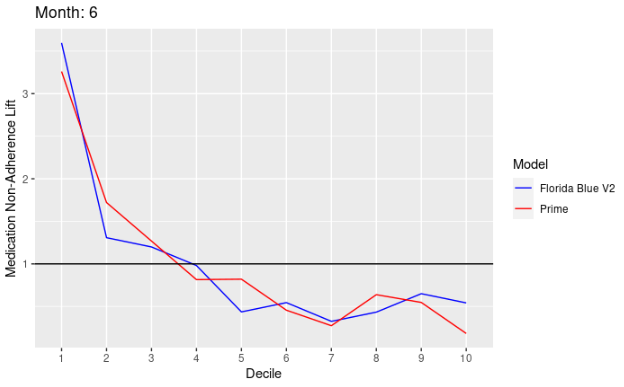 Month: 6
Medication Non-Adherence Lift
3
2
1
1 2 3 4 5 6 7 8 9 10
Decile
Model
Florida Blue V2
Prime